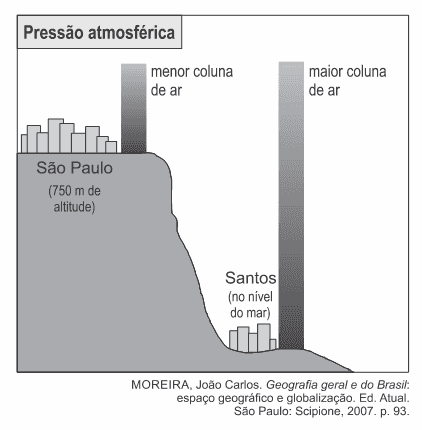 Pressão atmosférica
menor coluna
de ar
maior coluna
de ar
São Paulo
(750 m de
altitude)
Santos
(no nível
do mar)
MOREIRA, João Carlos. Geografia geral e do Brasil:
espaço geográfico e globalização. Ed. Atual.
São Paulo: Scipione, 2007. p. 93.